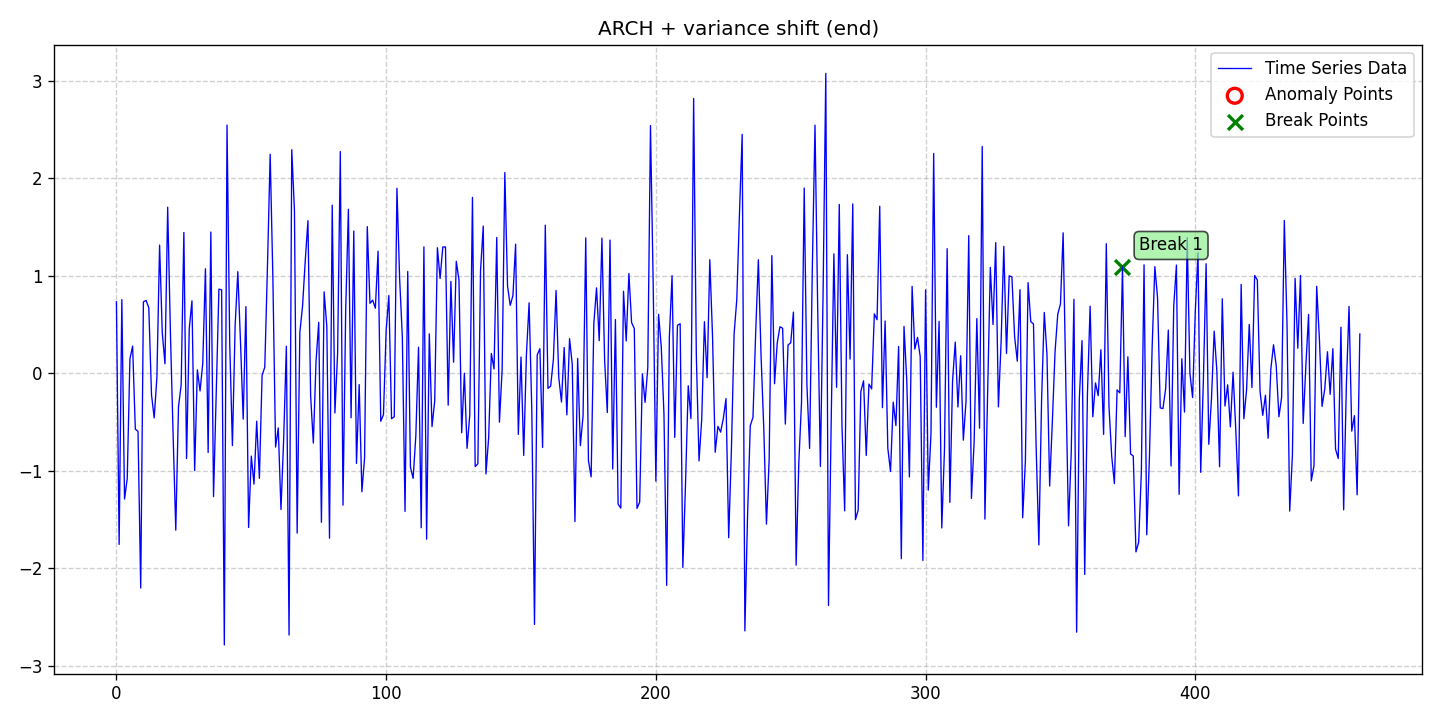 ARCH + variance shift (end)
Time Series Data
Anomaly Points
Break Points
Break 1
3
2
1
0
−1
−2
−3
0
100
200
300
400